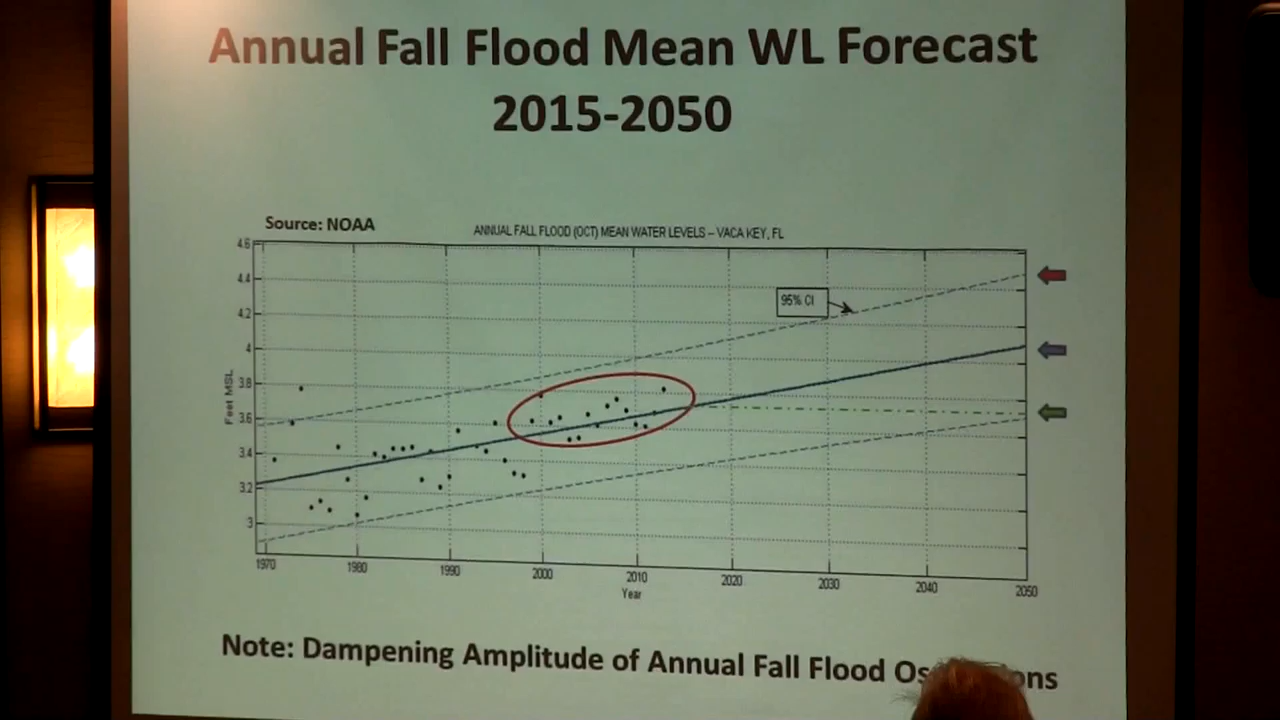 Annual Fall Flood Mean WL Forecast
2015-2050
Source: NOAA
ANNUAL FALL FLOOD (OCT) MEAN WATER LEVELS – VACA KEY, FL
4.6
4.4
95% CI
4.2
4
3.8
Feet MSL
3.6
3.4
3.2
3
1970 1980 1990 2000 2010 2020 2030 2040 2050
Year
Note: Dampening Amplitude of Annual Fall Flood